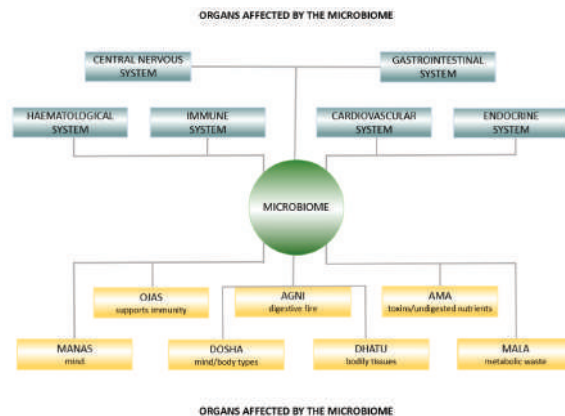 ORGANS AFFECTED BY THE MICROBIOME
CENTRAL NERVOUS
SYSTEM
GASTROINTESTINAL
SYSTEM
HAEMATOLOGICAL
SYSTEM
IMMUNE
SYSTEM
CARDIOVASCULAR
SYSTEM
ENDOCRINE
SYSTEM
MICROBIOME
OJAS
supports immunity
AGNI
digestive fire
AMA
toxins/undigested nutrients
MANAS
mind
DOSHA
mind/body types
DHATU
bodily tissues
MALA
metabolic waste
ORGANS AFFECTED BY THE MICROBIOME